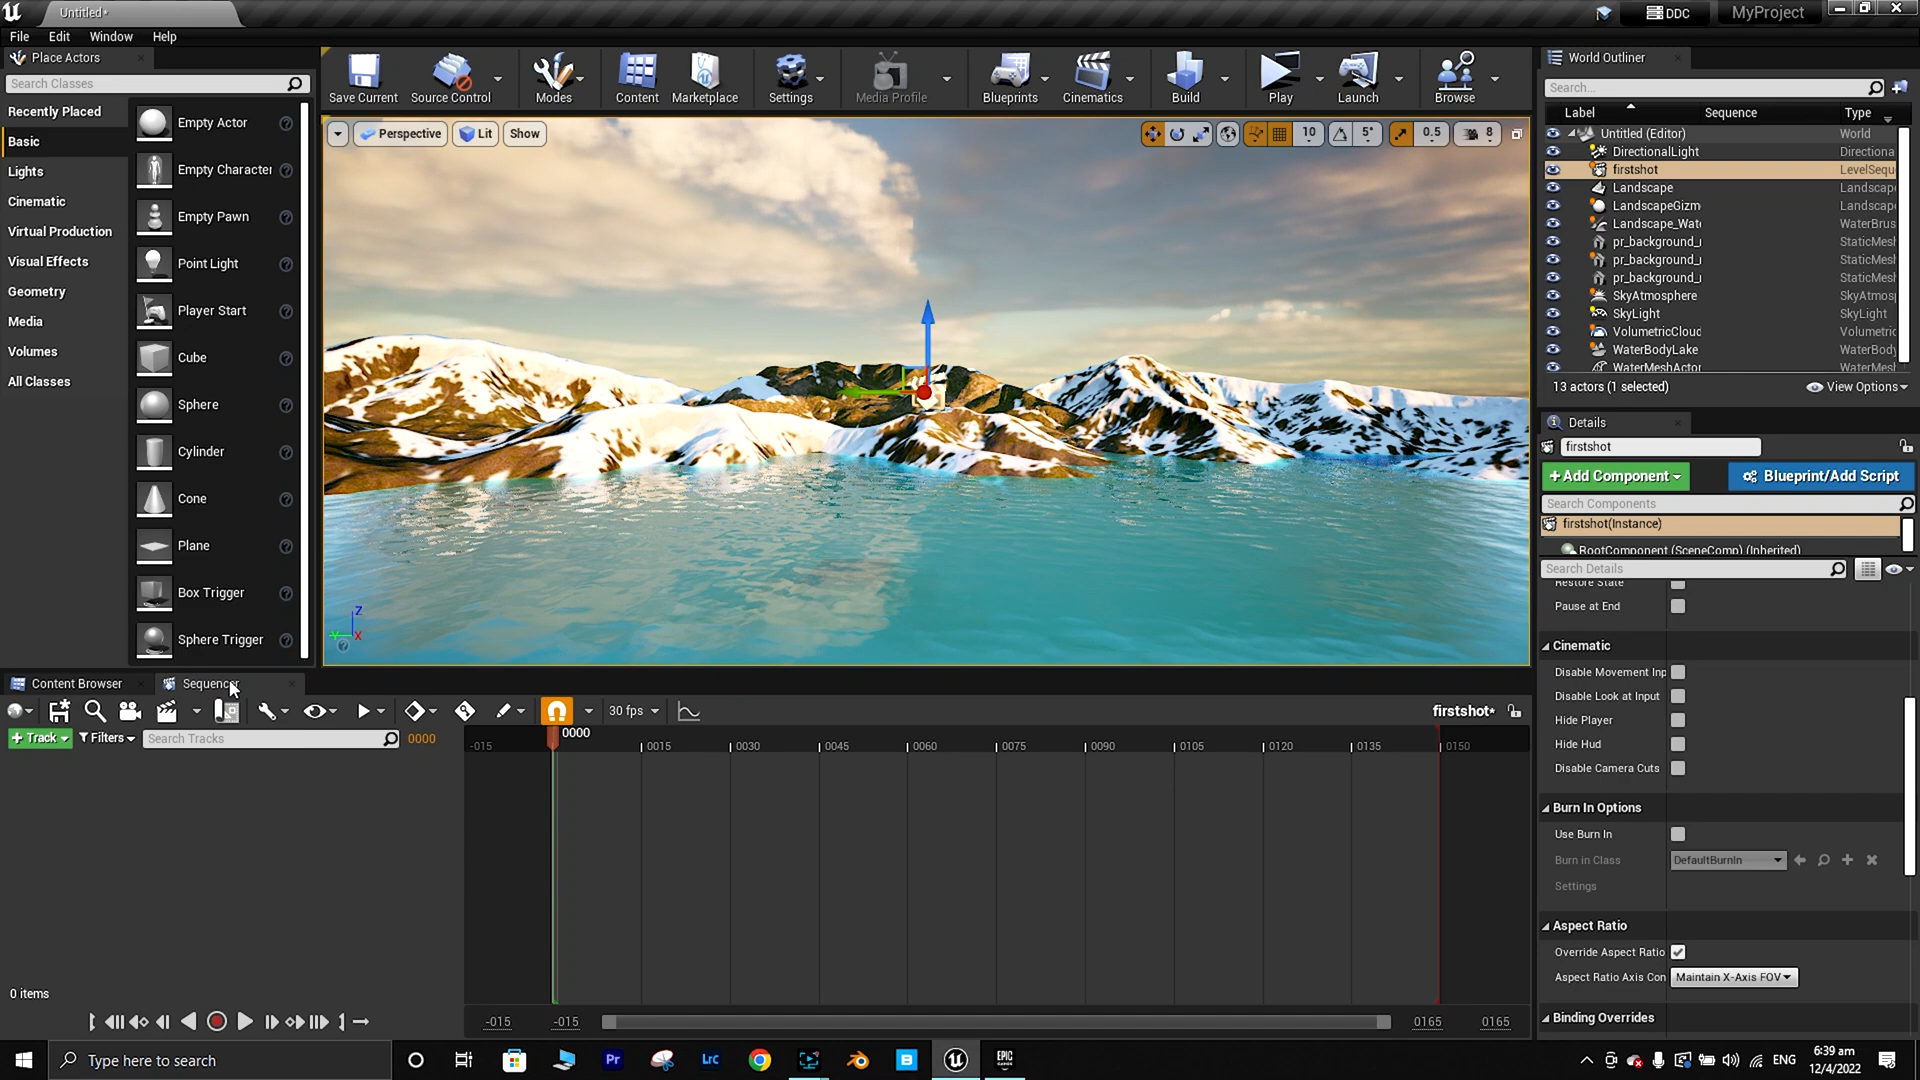 Untitled*
DDC
MyProject
File Edit Window Help
Place Actors
Search Classes
Recently Placed
Basic
Lights
Cinematic
Virtual Production
Visual Effects
Geometry
Media
Volumes
All Classes
Empty Actor
Empty Character
Empty Pawn
Point Light
Player Start
Cube
Sphere
Cylinder
Cone
Plane
Box Trigger
Sphere Trigger
Save Current Source Control Modes Content Marketplace Settings Media Profile Blueprints Cinematics Build Play Launch Browse
Perspective Lit Show
10 5° 0.5 8
Z
Y X
World Outliner
Search...
Label Sequence Type
Untitled (Editor) World
DirectionalLight Directiona
firstshot LevelSequ
Landscape Landscape
LandscapeGizm Landscape
Landscape_Wate WaterBrus
pr_background_ StaticMesh
pr_background_ StaticMesh
pr_background_ StaticMesh
SkyAtmosphere SkyAtmos
SkyLight SkyLight
VolumetricCloud Volumetric
WaterBodyLake WaterBody
WaterMeshActor WaterMes
13 actors (1 selected) View Options
Details
firstshot
+Add Component Blueprint/Add Script
Search Components
firstshot(Instance)
RootComponent (SceneComp) (Inherited)
Search Details
Restore State
Pause at End
Cinematic
Disable Movement Inp
Disable Look at Input
Hide Player
Hide Hud
Disable Camera Cuts
Burn In Options
Use Burn In
Burn in Class DefaultBurnIn
Settings
Aspect Ratio
Override Aspect Ratio
Aspect Ratio Axis Con Maintain X-Axis FOV
Binding Overrides
Content Browser Sequencer
30 fps
firstshot*
+ Track Filters Search Tracks 0000
0000
-015 0015 0030 0045 0060 0075 0090 0105 0120 0135 0150
0 items
-015 -015 0165 0165
Type here to search
Pr
Lrc
EPIC
ENG
6:39 am
12/4/2022